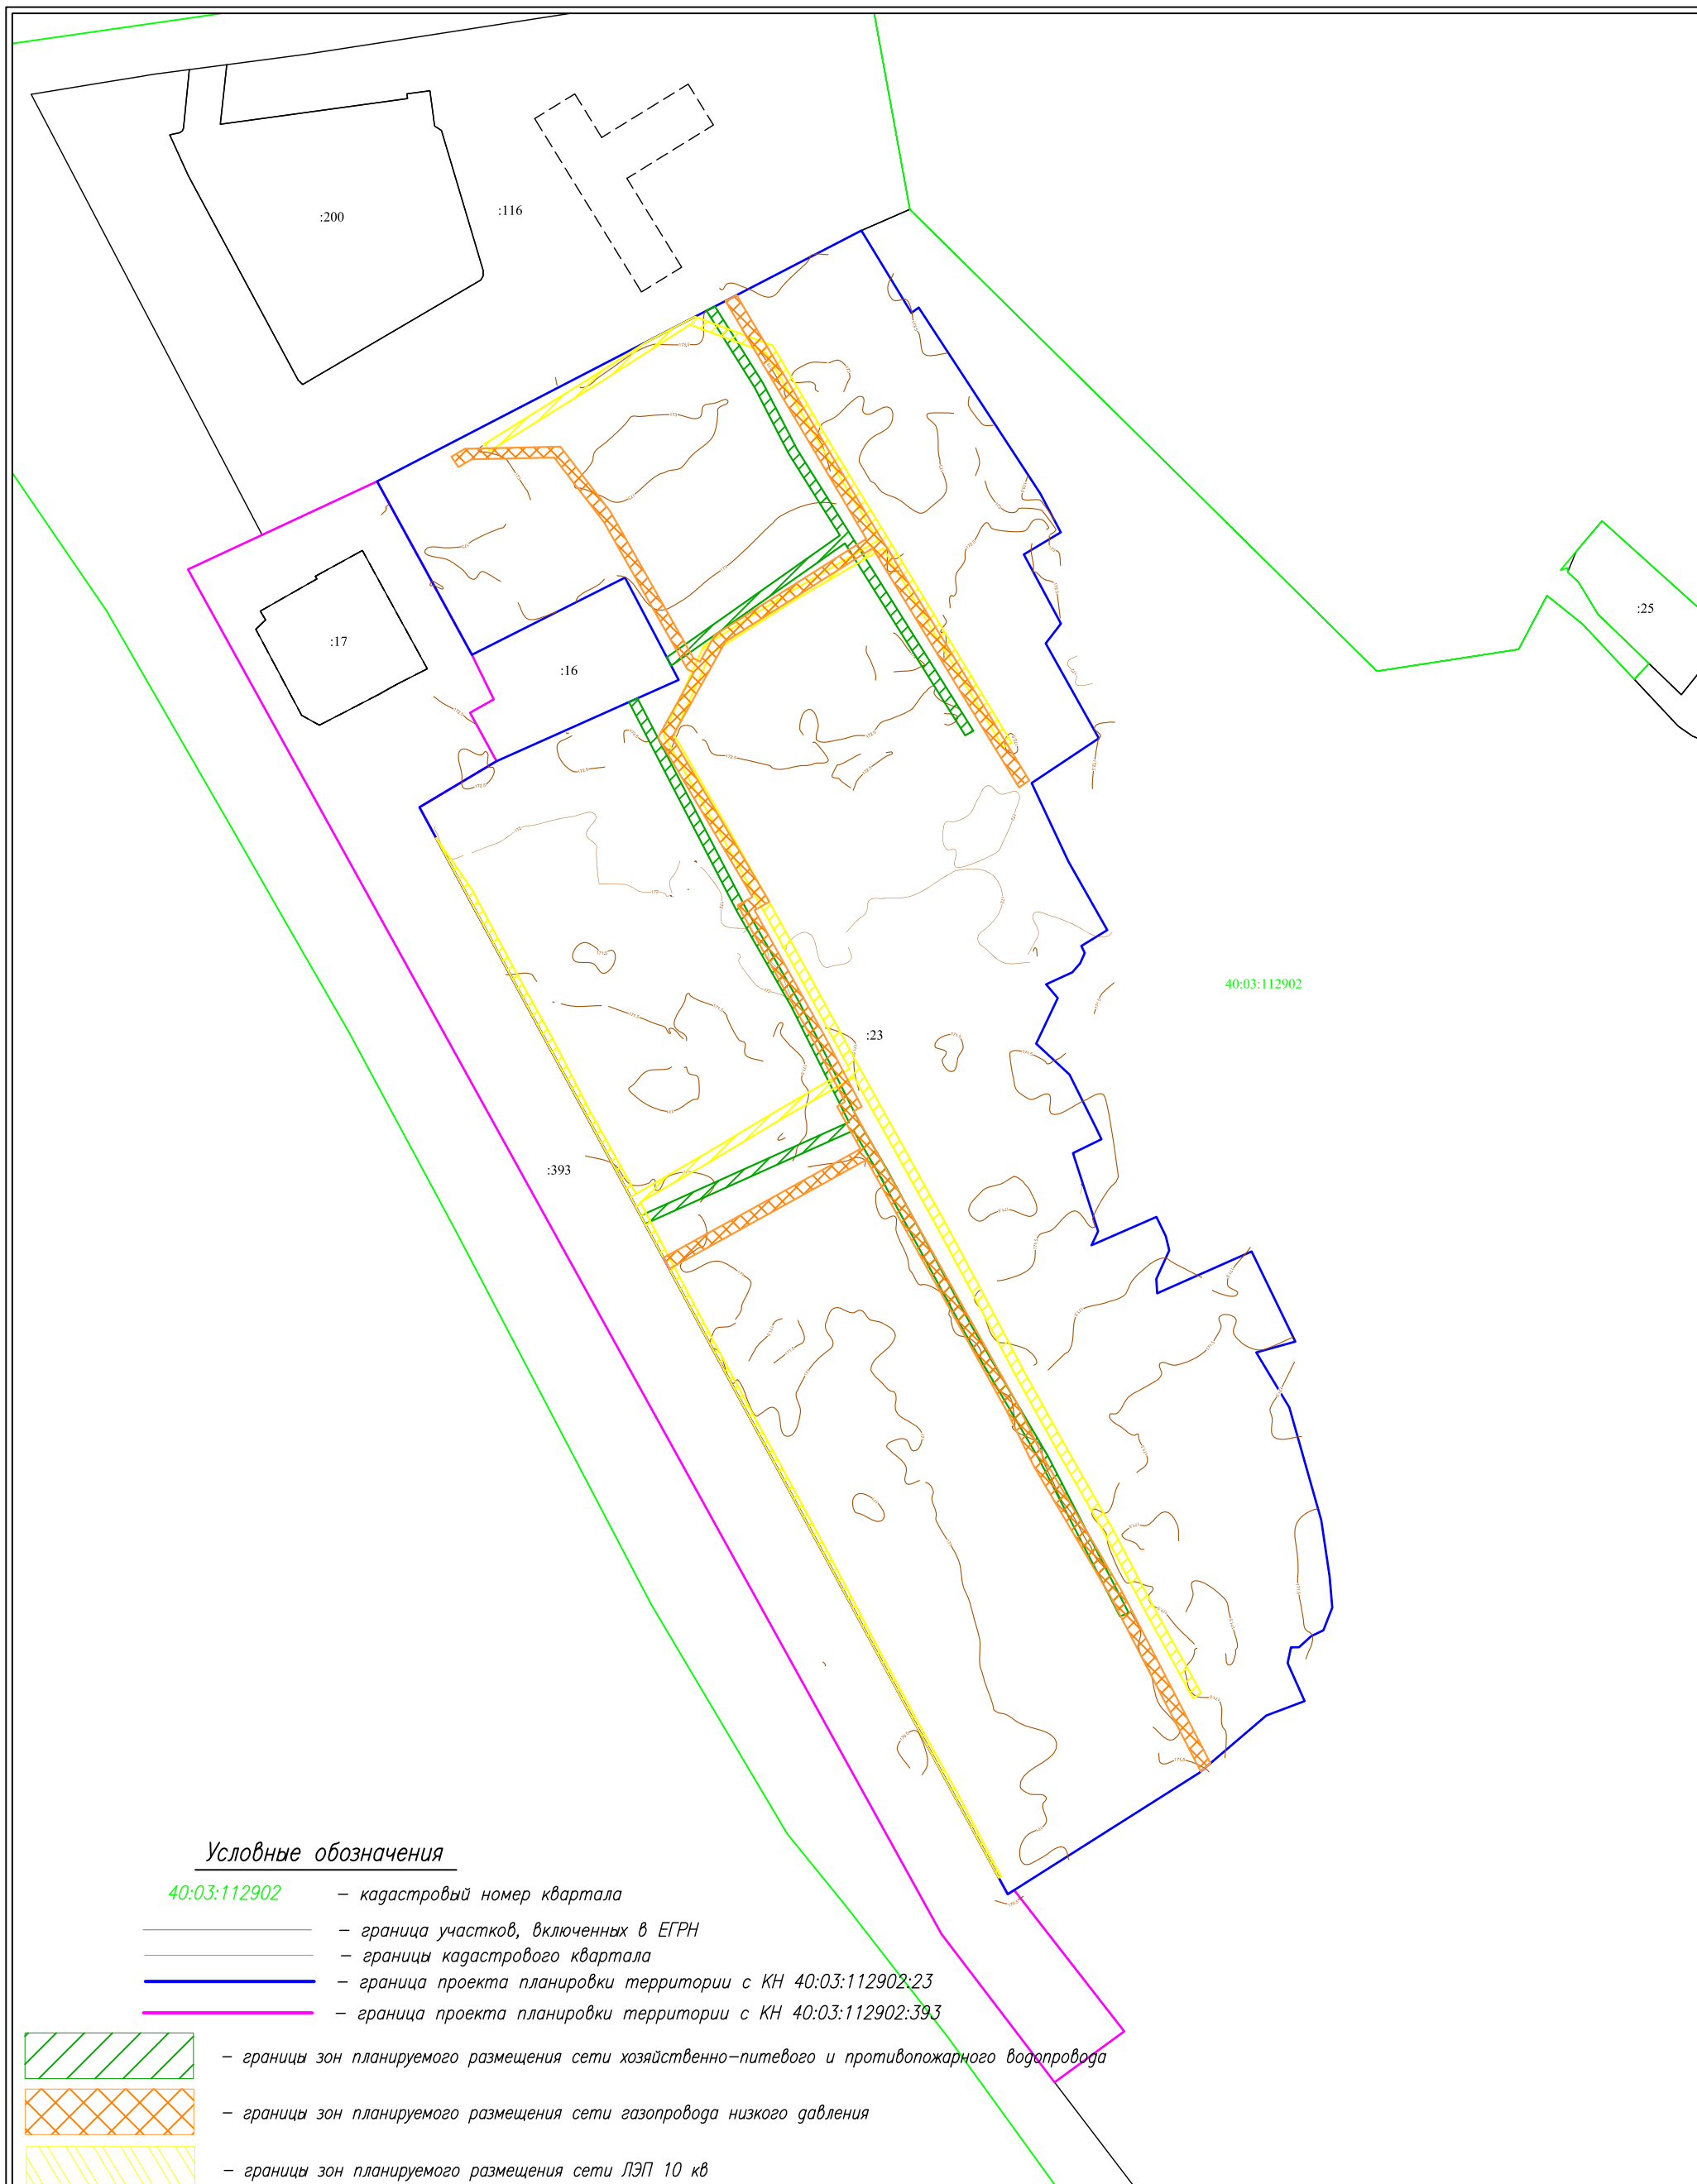 :200
:116
:25
:17
:16
40:03:112902
:23
:393
Условные обозначения
40:03:112902 – кадастровый номер квартала
– граница участков, включенных в ЕГРН
– границы кадастрового квартала
– граница проекта планировки территории с КН 40:03:112902:23
– граница проекта планировки территории с КН 40:03:112902:393
– границы зон планируемого размещения сети хозяйственно-питевого и противопожарного водопровода
– границы зон планируемого размещения сети газопровода низкого давления
– границы зон планируемого размещения сети ЛЭП 10 кв